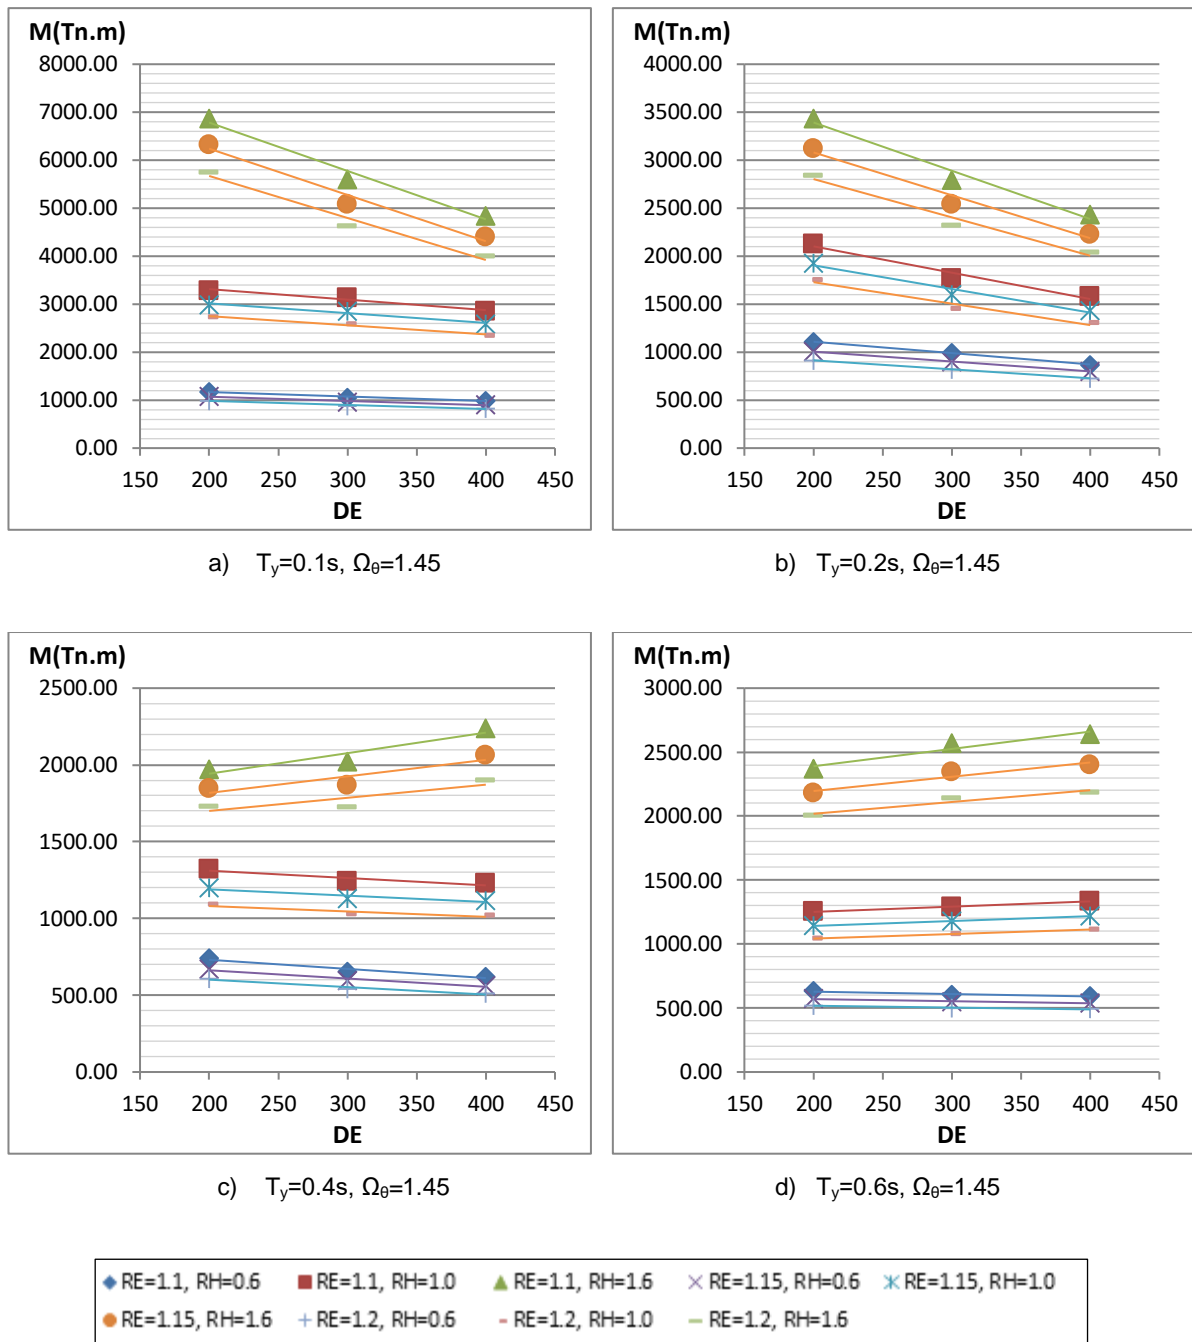 M(Tn.m)
8000.00
7000.00
6000.00
5000.00
4000.00
3000.00
2000.00
1000.00
0.00
150 200 250 300 350 400 450
DE
a) Ty=0.1s, Ωθ=1.45
M(Tn.m)
4000.00
3500.00
3000.00
2500.00
2000.00
1500.00
1000.00
500.00
0.00
150 200 250 300 350 400 450
DE
b) Ty=0.2s, Ωθ=1.45
M(Tn.m)
2500.00
2000.00
1500.00
1000.00
500.00
0.00
150 200 250 300 350 400 450
DE
c) Ty=0.4s, Ωθ=1.45
M(Tn.m)
3000.00
2500.00
2000.00
1500.00
1000.00
500.00
0.00
150 200 250 300 350 400 450
DE
d) Ty=0.6s, Ωθ=1.45
RE=1.1, RH=0.6 RE=1.1, RH=1.0 RE=1.1, RH=1.6 RE=1.15, RH=0.6 RE=1.15, RH=1.0
RE=1.15, RH=1.6 RE=1.2, RH=0.6 RE=1.2, RH=1.0 RE=1.2, RH=1.6